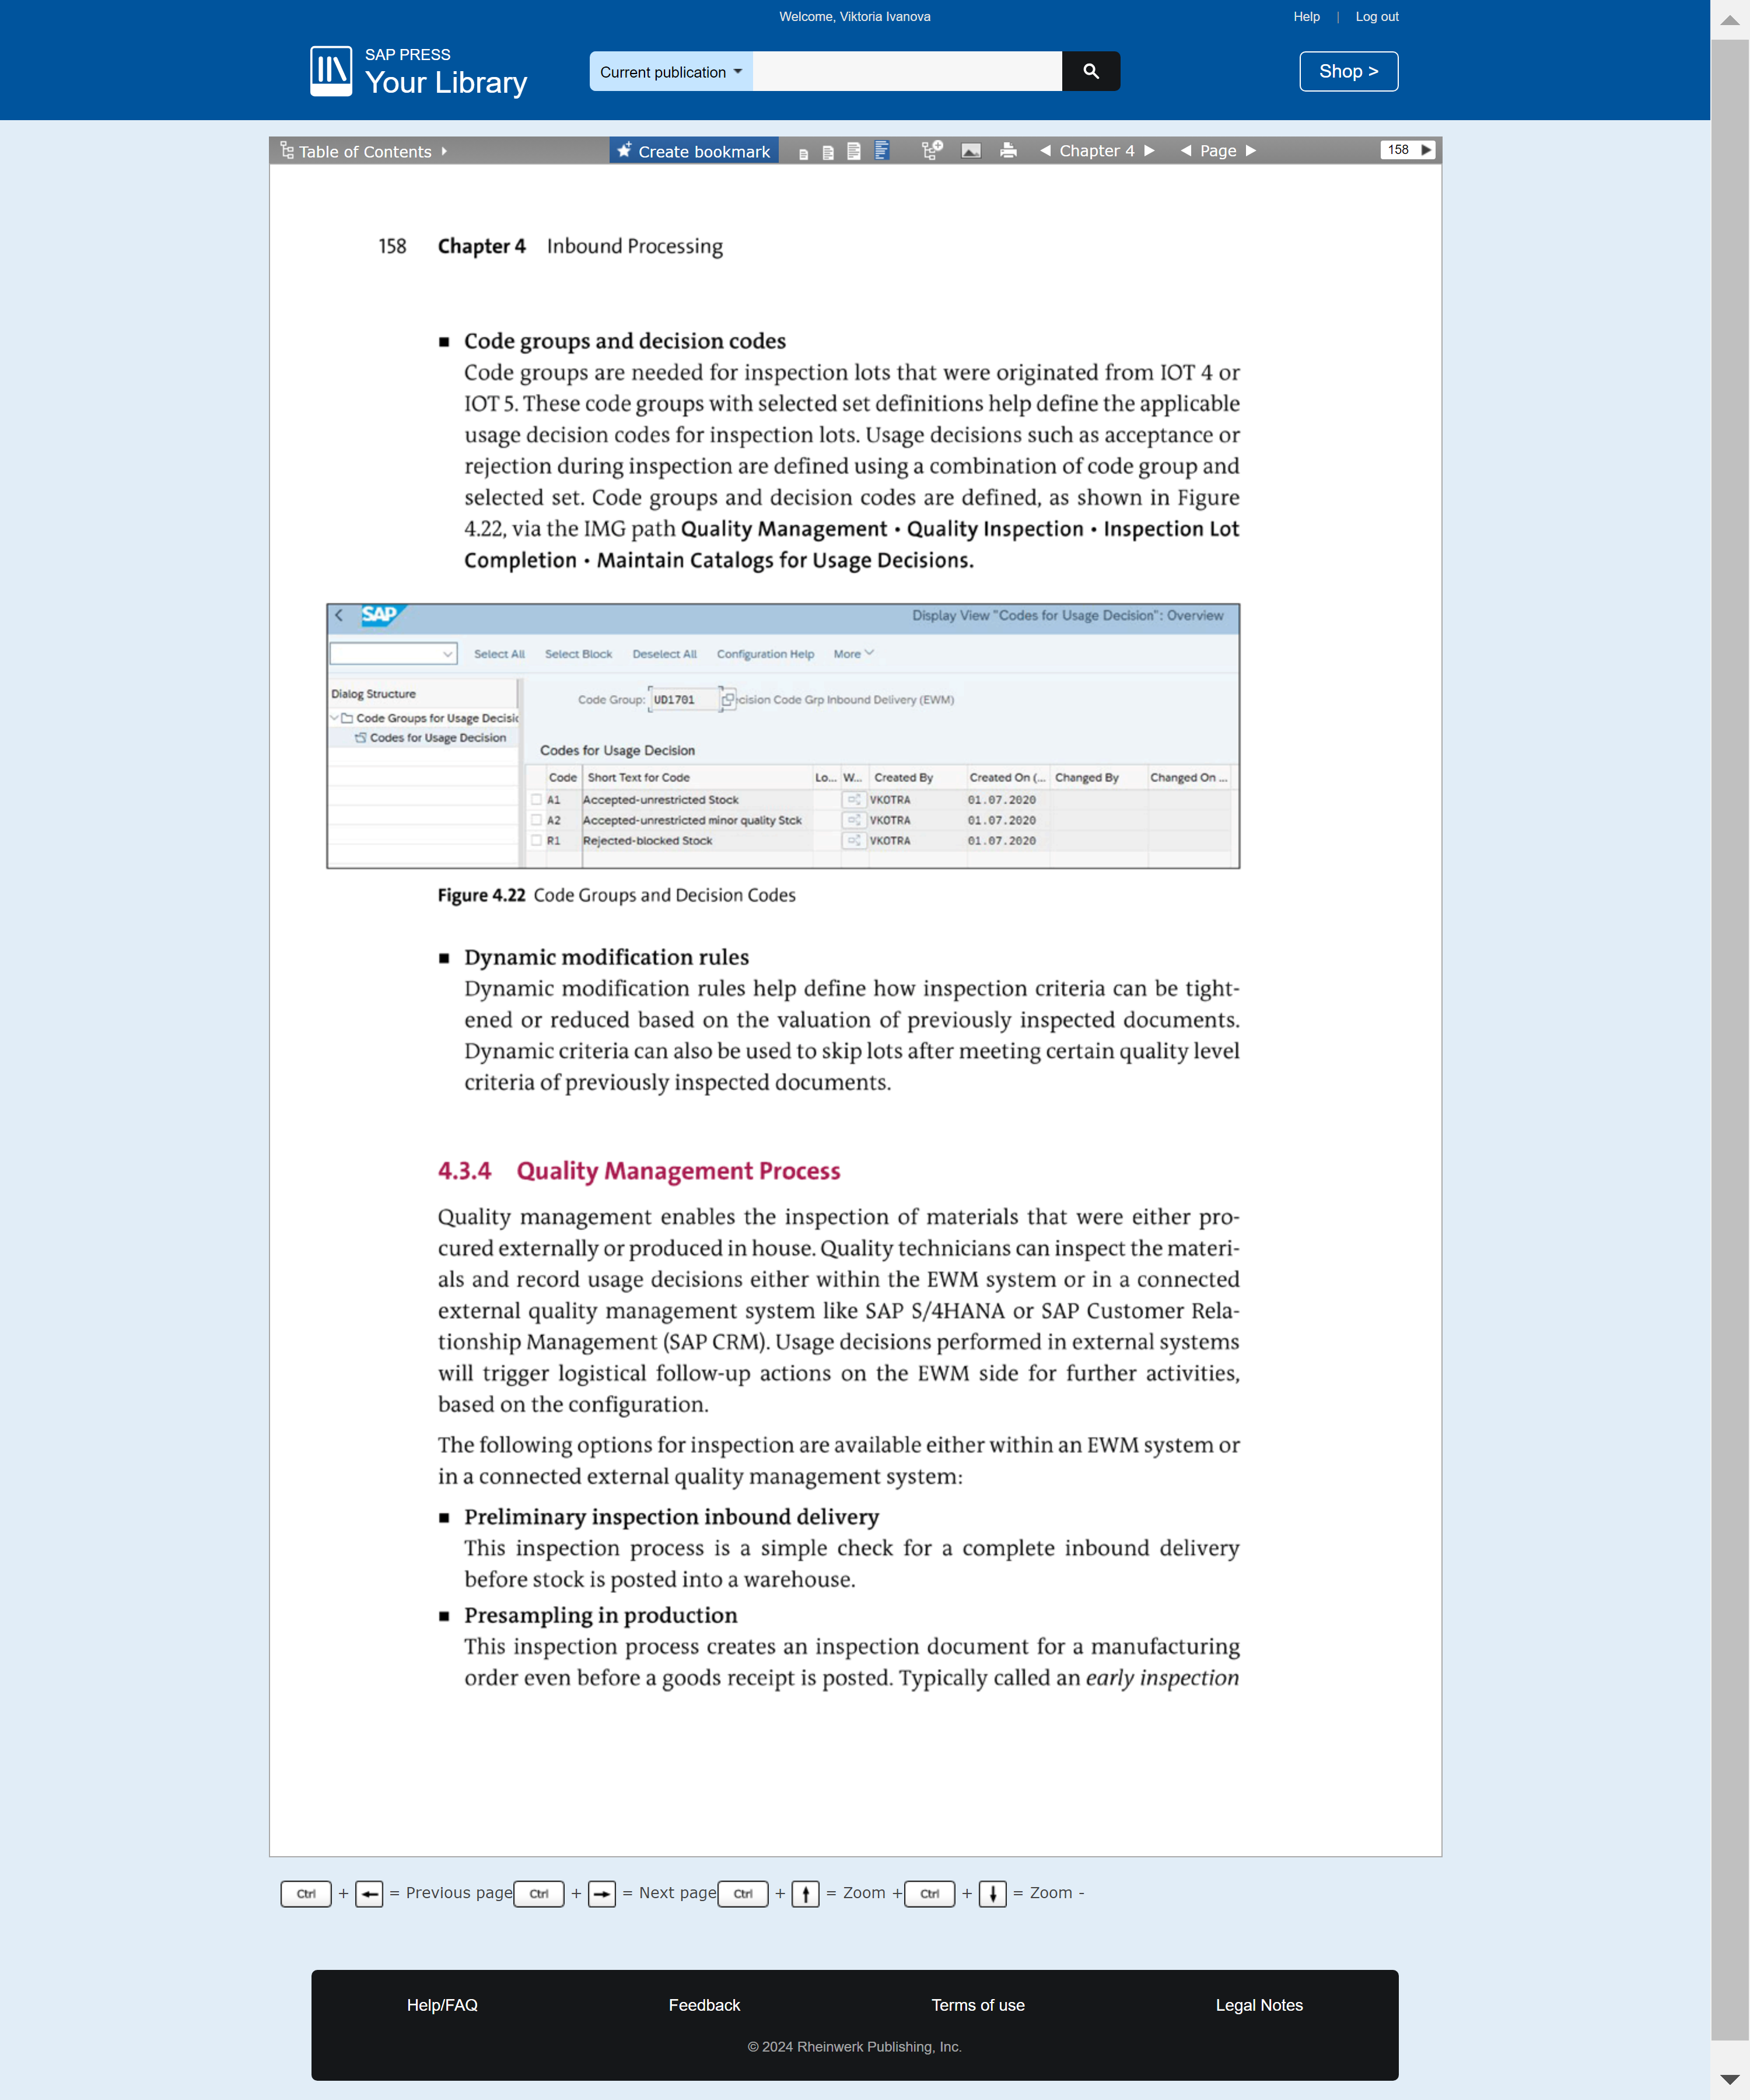 Welcome, Viktoria Ivanova
Help | Log out
SAP PRESS
Your Library
Current publication
Shop >
Table of Contents
Create bookmark
Chapter 4
Page
158
158 Chapter 4 Inbound Processing
■ Code groups and decision codes
Code groups are needed for inspection lots that were originated from IOT 4 or
IOT 5. These code groups with selected set definitions help define the applicable
usage decision codes for inspection lots. Usage decisions such as acceptance or
rejection during inspection are defined using a combination of code group and
selected set. Code groups and decision codes are defined, as shown in Figure
4.22, via the IMG path Quality Management • Quality Inspection • Inspection Lot
Completion • Maintain Catalogs for Usage Decisions.
SAP
Display View "Codes for Usage Decision": Overview
Select All Select Block Deselect All Configuration Help More
Dialog Structure
Code Groups for Usage Decisic
Codes for Usage Decision
Code Group: UD1701 cision Code Grp Inbound Delivery (EWM)
Codes for Usage Decision
Code Short Text for Code Lo... W... Created By Created On (... Changed By Changed On ...
A1 Accepted-unrestricted Stock VKOTRA 01.07.2020
A2 Accepted-unrestricted minor quality Stck VKOTRA 01.07.2020
R1 Rejected-blocked Stock VKOTRA 01.07.2020
Figure 4.22 Code Groups and Decision Codes
■ Dynamic modification rules
Dynamic modification rules help define how inspection criteria can be tight-
ened or reduced based on the valuation of previously inspected documents.
Dynamic criteria can also be used to skip lots after meeting certain quality level
criteria of previously inspected documents.
4.3.4 Quality Management Process
Quality management enables the inspection of materials that were either pro-
cured externally or produced in house. Quality technicians can inspect the materi-
als and record usage decisions either within the EWM system or in a connected
external quality management system like SAP S/4HANA or SAP Customer Rela-
tionship Management (SAP CRM). Usage decisions performed in external systems
will trigger logistical follow-up actions on the EWM side for further activities,
based on the configuration.
The following options for inspection are available either within an EWM system or
in a connected external quality management system:
■ Preliminary inspection inbound delivery
This inspection process is a simple check for a complete inbound delivery
before stock is posted into a warehouse.
■ Presampling in production
This inspection process creates an inspection document for a manufacturing
order even before a goods receipt is posted. Typically called an early inspection
Ctrl + ← = Previous page Ctrl + → = Next page Ctrl + ↑ = Zoom + Ctrl + ↓ = Zoom -
Help/FAQ Feedback Terms of use Legal Notes
© 2024 Rheinwerk Publishing, Inc.